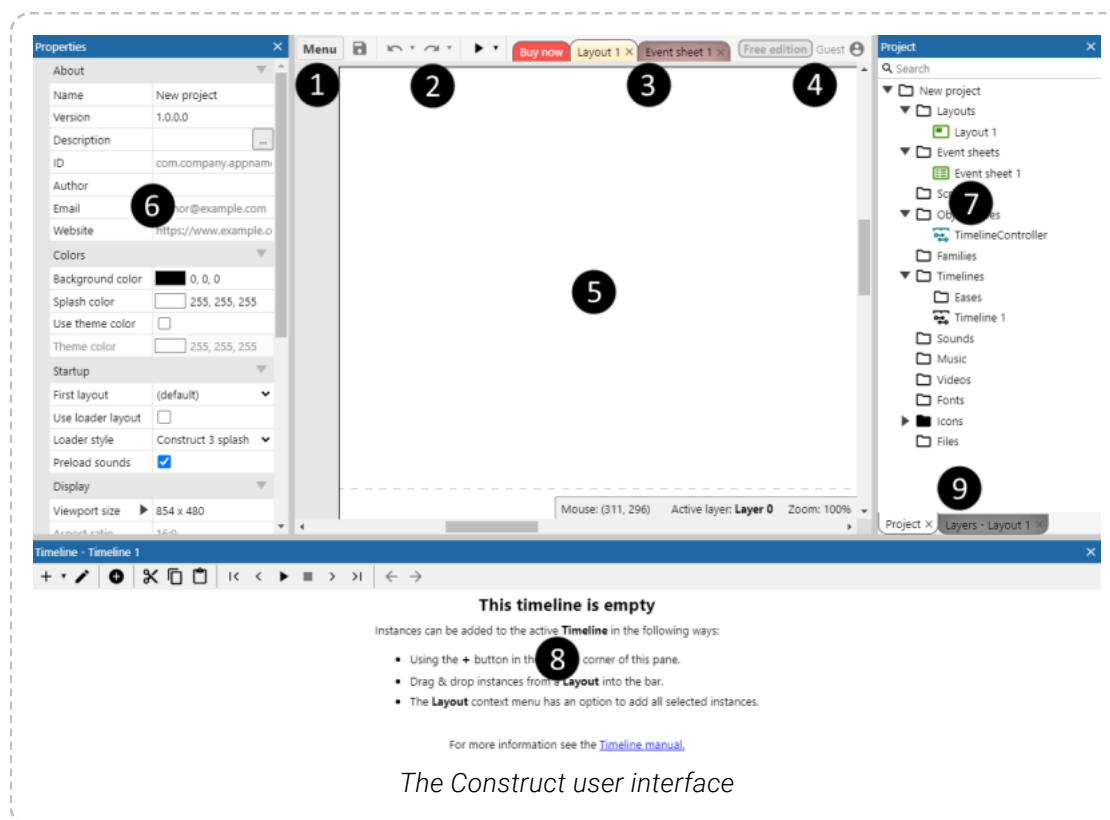 Properties
About
Name New project
Version 1.0.0.0
Description ...
ID com.company.appnam
Author
Email hor@example.com
Website https://www.example.o
Colors
Background color 0, 0, 0
Splash color 255, 255, 255
Use theme color
Theme color 255, 255, 255
Startup
First layout (default)
Use loader layout
Loader style Construct 3 splash
Preload sounds
Display
Viewport size 854 x 480
Aspect ratio 16:9
6
Menu Buy now Layout 1 Event sheet 1 Free edition Guest
1 2 3 4
5
Mouse: (311, 296) Active layer: Layer 0 Zoom: 100%
Project
Search
New project
Layouts
Layout 1
Event sheets
Event sheet 1
7
TimelineController
Families
Timelines
Eases
Timeline 1
Sounds
Music
Videos
Fonts
Icons
Files
9
Project Layers - Layout 1
Timeline - Timeline 1
This timeline is empty
Instances can be added to the active Timeline in the following ways:
• Using the + button in the corner of this pane.
8
• Drag & drop instances from a Layout into the bar.
• The Layout context menu has an option to add all selected instances.
For more information see the Timeline manual.
The Construct user interface